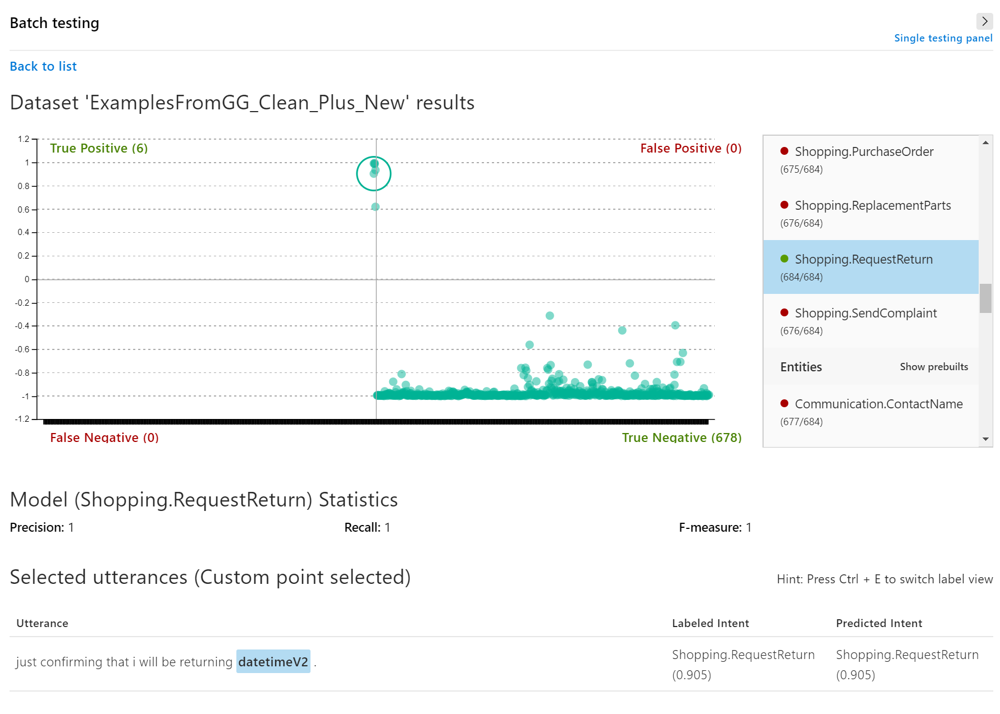 Batch testing
Single testing panel
Back to list
Dataset 'ExamplesFromGG_Clean_Plus_New' results
True Positive (6)
False Positive (0)
1.2
1
0.8
0.6
0.4
0.2
0
-0.2
-0.4
-0.6
-0.8
-1
-1.2
False Negative (0)
True Negative (678)
Shopping.PurchaseOrder
(675/684)
Shopping.ReplacementParts
(676/684)
Shopping.RequestReturn
(684/684)
Shopping.SendComplaint
(676/684)
Entities Show prebuilts
Communication.ContactName
(677/684)
Model (Shopping.RequestReturn) Statistics
Precision: 1 Recall: 1 F-measure: 1
Selected utterances (Custom point selected)
Hint: Press Ctrl + E to switch label view
Utterance Labeled Intent Predicted Intent
just confirming that i will be returning datetimeV2 .
Shopping.RequestReturn
(0.905)
Shopping.RequestReturn
(0.905)